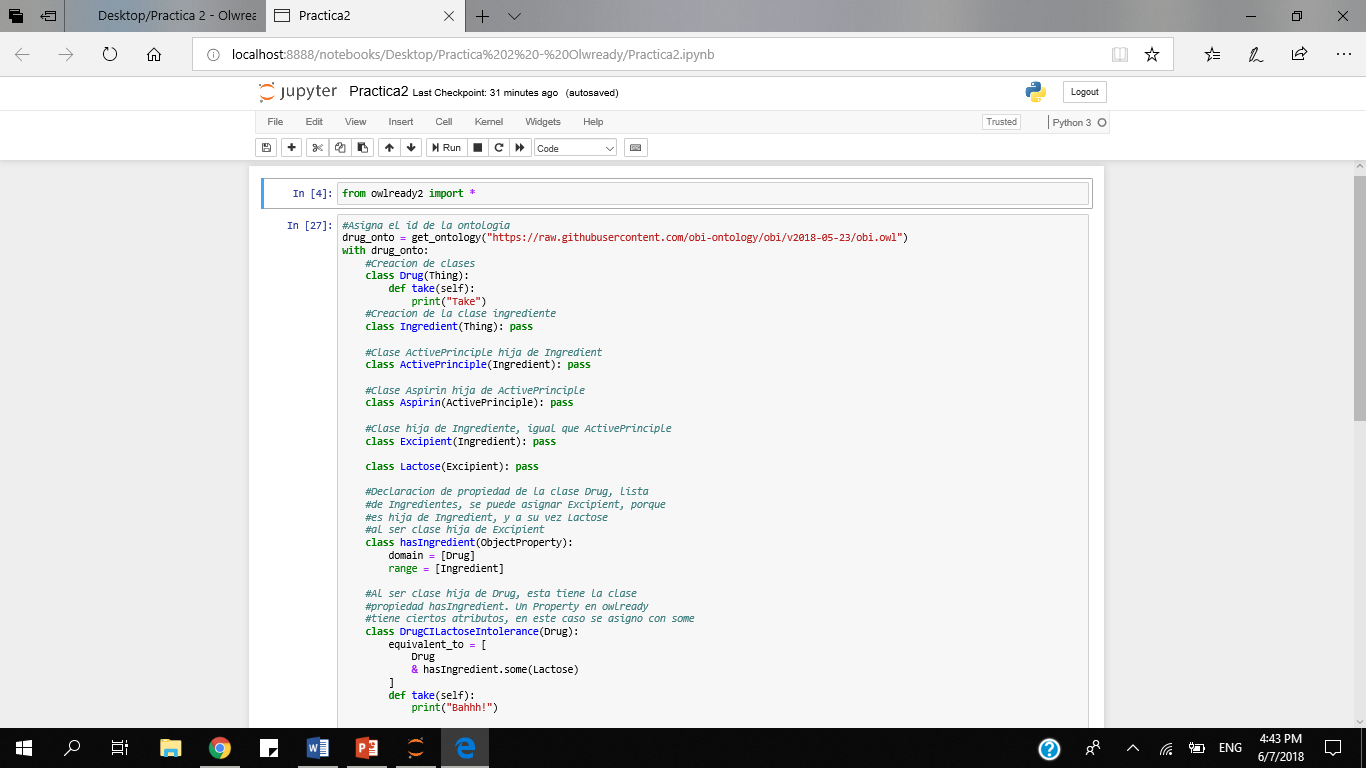 Desktop/Practica 2 - Olwrea
Practica2
localhost:8888/notebooks/Desktop/Practica%202%20-%20Olwready/Practica2.ipynb
jupyter Practica2 Last Checkpoint: 31 minutes ago (autosaved)
Logout
File Edit View Insert Cell Kernel Widgets Help
Trusted
Python 3
Run
Code
In [4]: from owlready2 import *
In [27]: #Asigna el id de la ontologia
drug_onto = get_ontology("https://raw.githubusercontent.com/obi-ontology/obi/v2018-05-23/obi.owl")
with drug_onto:
    #Creacion de clases
    class Drug(Thing):
        def take(self):
            print("Take")
    #Creacion de la clase ingrediente
    class Ingredient(Thing): pass
    #Clase ActivePrinciple hija de Ingredient
    class ActivePrinciple(Ingredient): pass
    #Clase Aspirin hija de ActivePrinciple
    class Aspirin(ActivePrinciple): pass
    #Clase hija de Ingrediente, igual que ActivePrinciple
    class Excipient(Ingredient): pass
    class Lactose(Excipient): pass
    #Declaracion de propiedad de la clase Drug, lista
    #de Ingredientes, se puede asignar Excipient, porque
    #es hija de Ingredient, y a su vez Lactose
    #al ser clase hija de Excipient
    class hasIngredient(ObjectProperty):
        domain = [Drug]
        range = [Ingredient]
    #Al ser clase hija de Drug, esta tiene la clase
    #propiedad hasIngredient. Un Property en owlready
    #tiene ciertos atributos, en este caso se asigno con some
    class DrugCILactoseIntolerance(Drug):
        equivalent_to = [
            Drug
            & hasIngredient.some(Lactose)
        ]
        def take(self):
            print("Bahhh!")
ENG
4:43 PM
6/7/2018